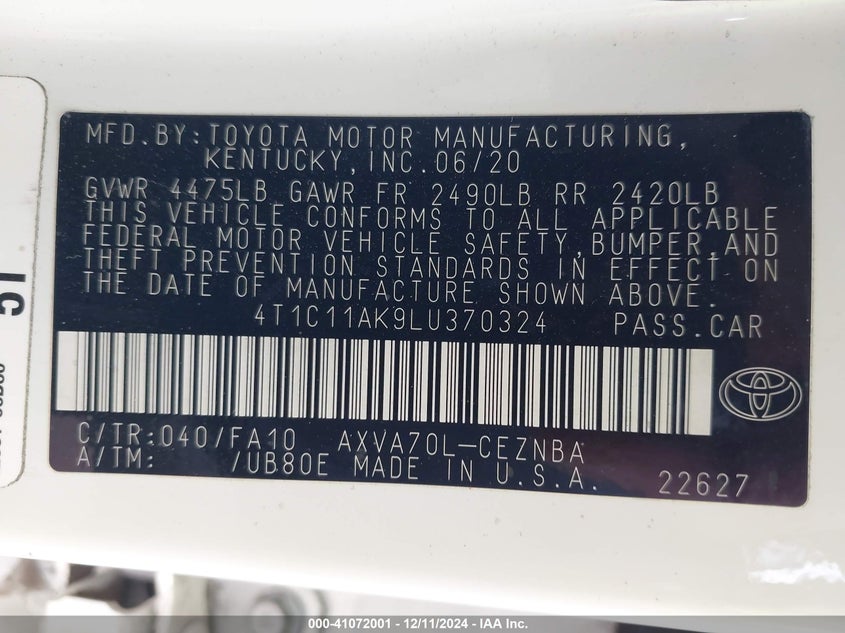 MFD.BY:TOYOTA MOTOR MANUFACTURING,
KENTUCKY,INC.06/20
GVWR 4475LB GAWR FR 2490LB RR 2420LB
THIS VEHICLE CONFORMS TO ALL APPLICABLE
FEDERAL MOTOR VEHICLE SAFETY,BUMPER,AND
THEFT PREVENTION STANDARDS IN EFFECT ON
THE DATE OF MANUFACTURE SHOWN ABOVE.
4T1C11AK9LU370324 PASS.CAR
C/TR:040/FA10 AXVA70L-CEZNBA
A/TM: /UB80E MADE IN U.S.A.
22627
000-41072001 - 12/11/2024 - IAA Inc.